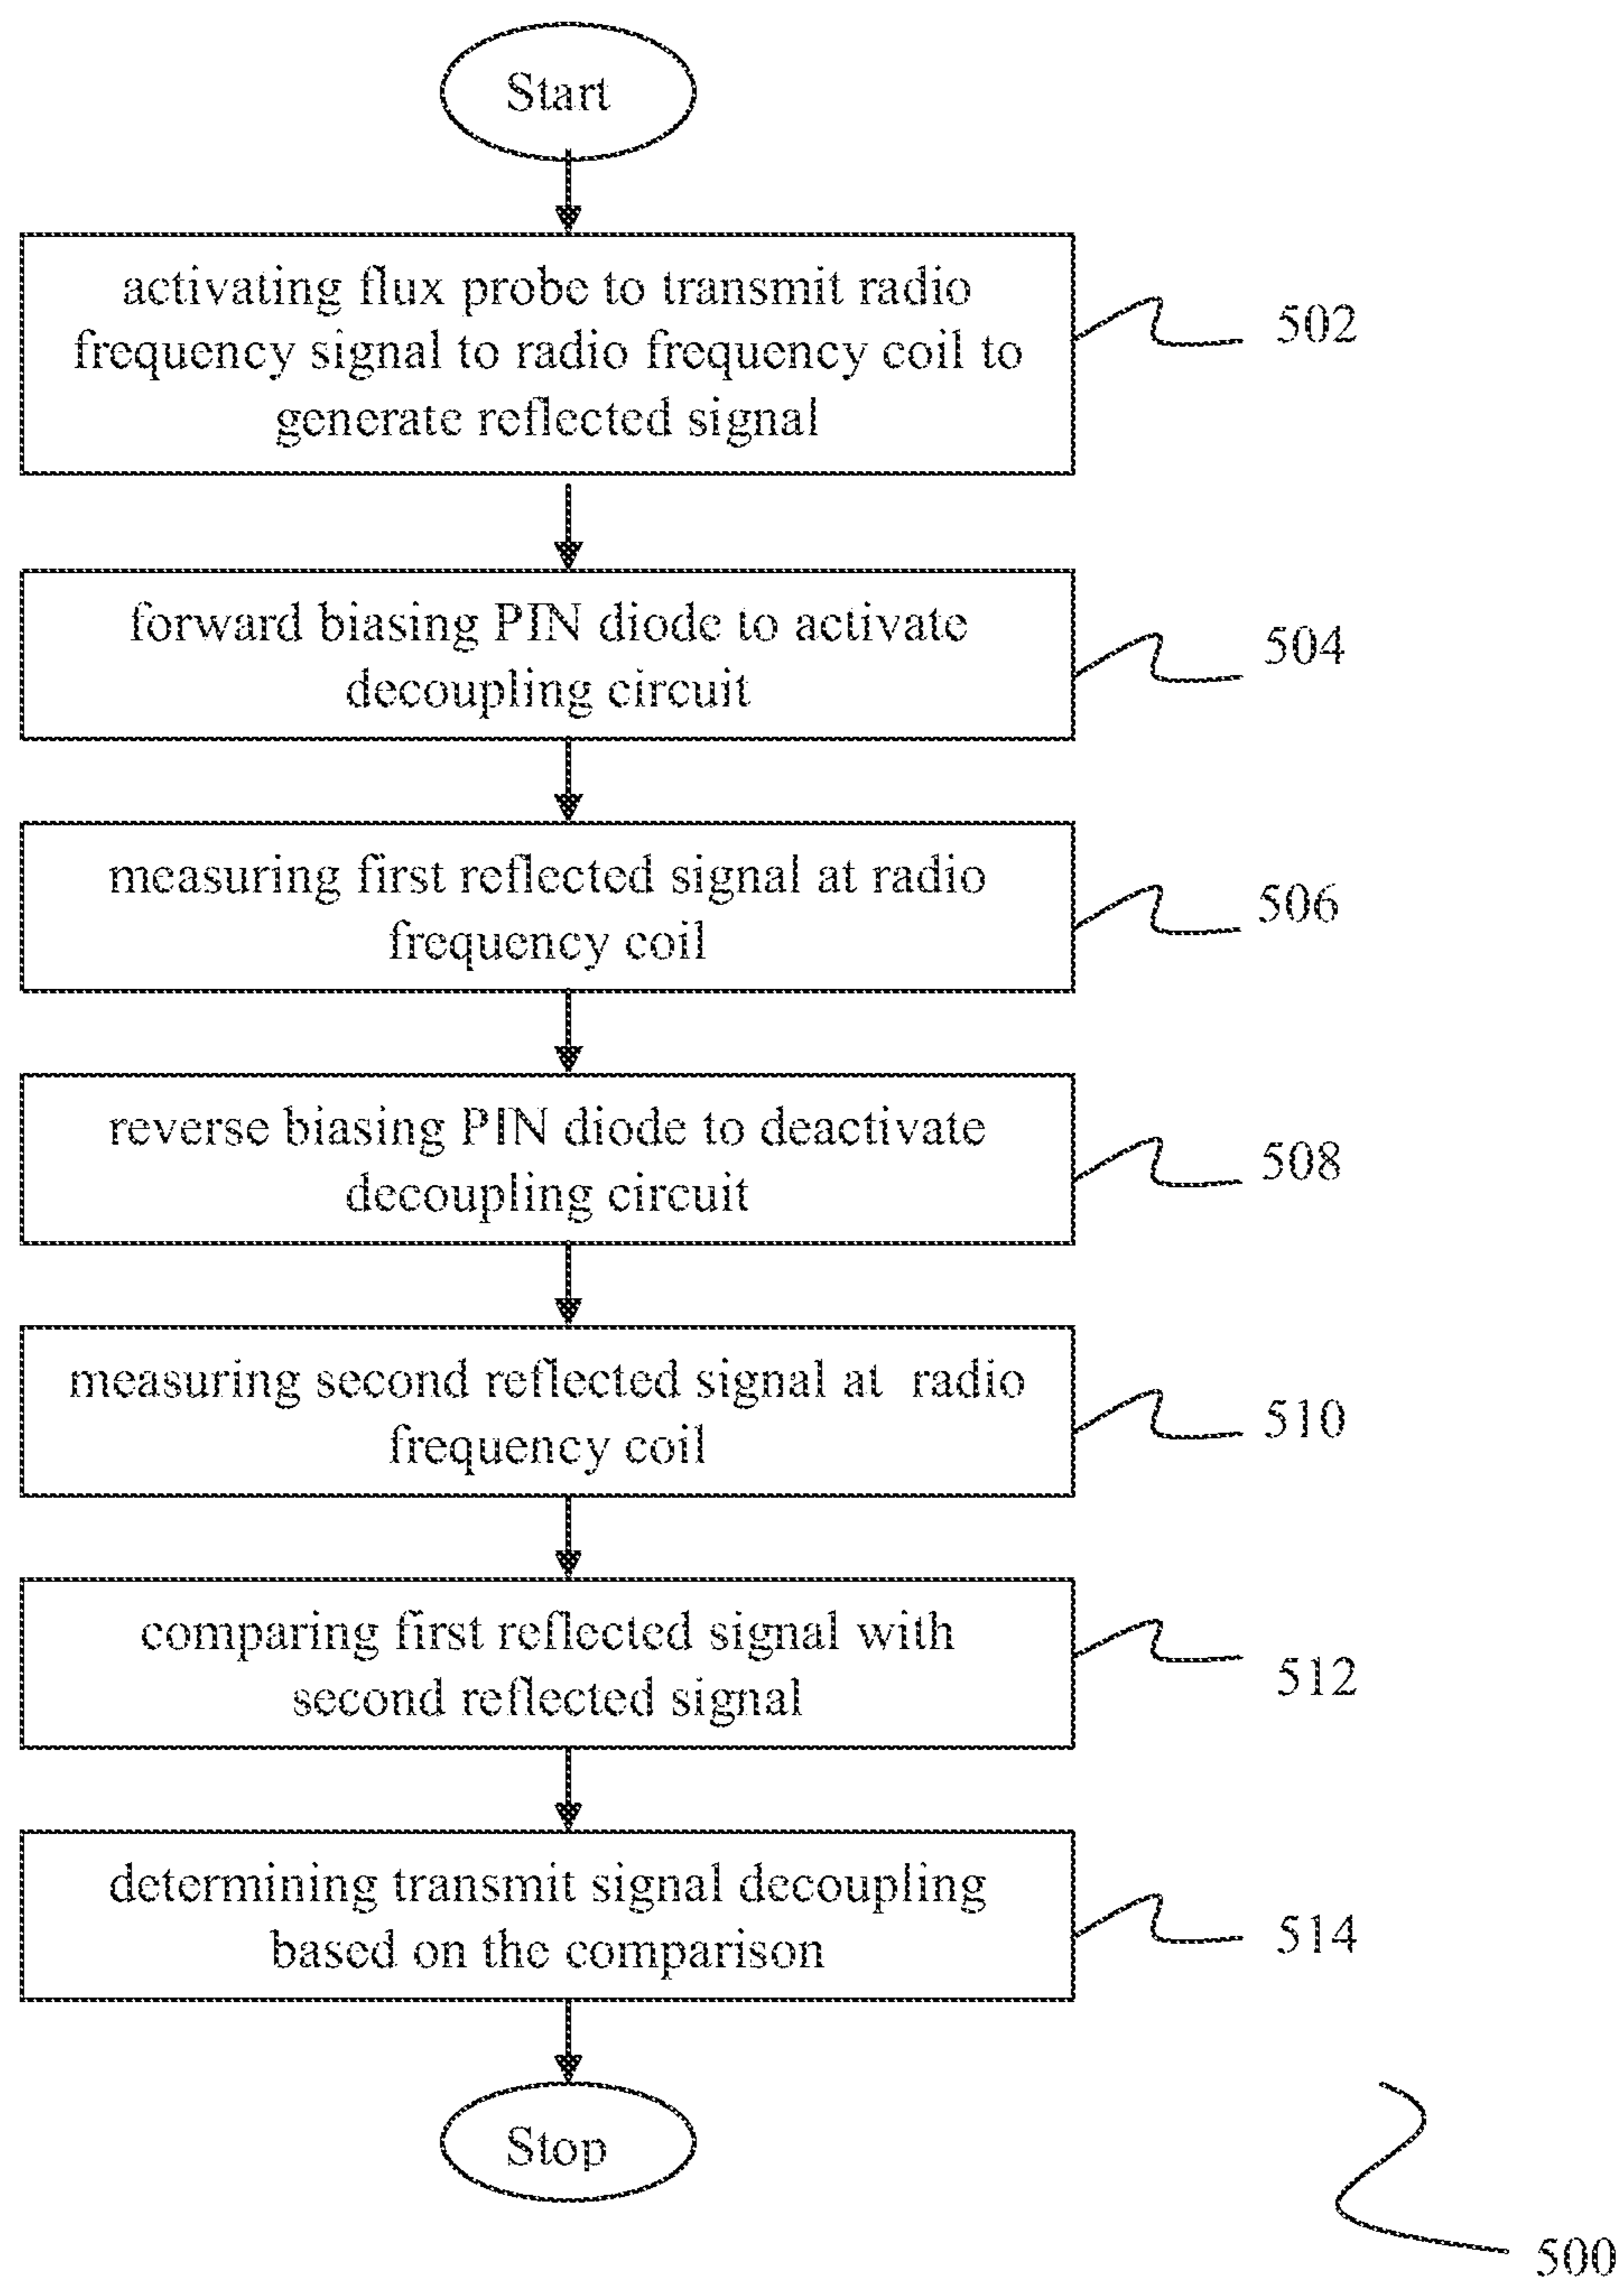 Start
activating flux probe to transmit radio
frequency signal to radio frequency coil to
generate reflected signal
502
forward biasing PIN diode to activate
decoupling circuit
504
measuring first reflected signal at radio
frequency coil
506
reverse biasing PIN diode to deactivate
decoupling circuit
508
measuring second reflected signal at radio
frequency coil
510
comparing first reflected signal with
second reflected signal
512
determining transmit signal decoupling
based on the comparison
514
Stop
500